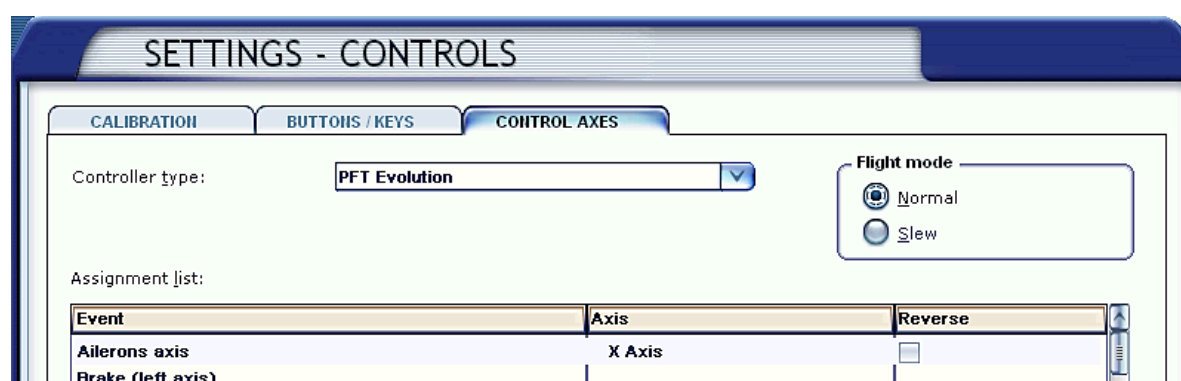 SETTINGS - CONTROLS
CALIBRATION BUTTONS / KEYS CONTROL AXES
Controller type: PFT Evolution
Flight mode
Normal
Slew
Assignment list:
Event Axis Reverse
Ailerons axis X Axis
Brake (left axis)